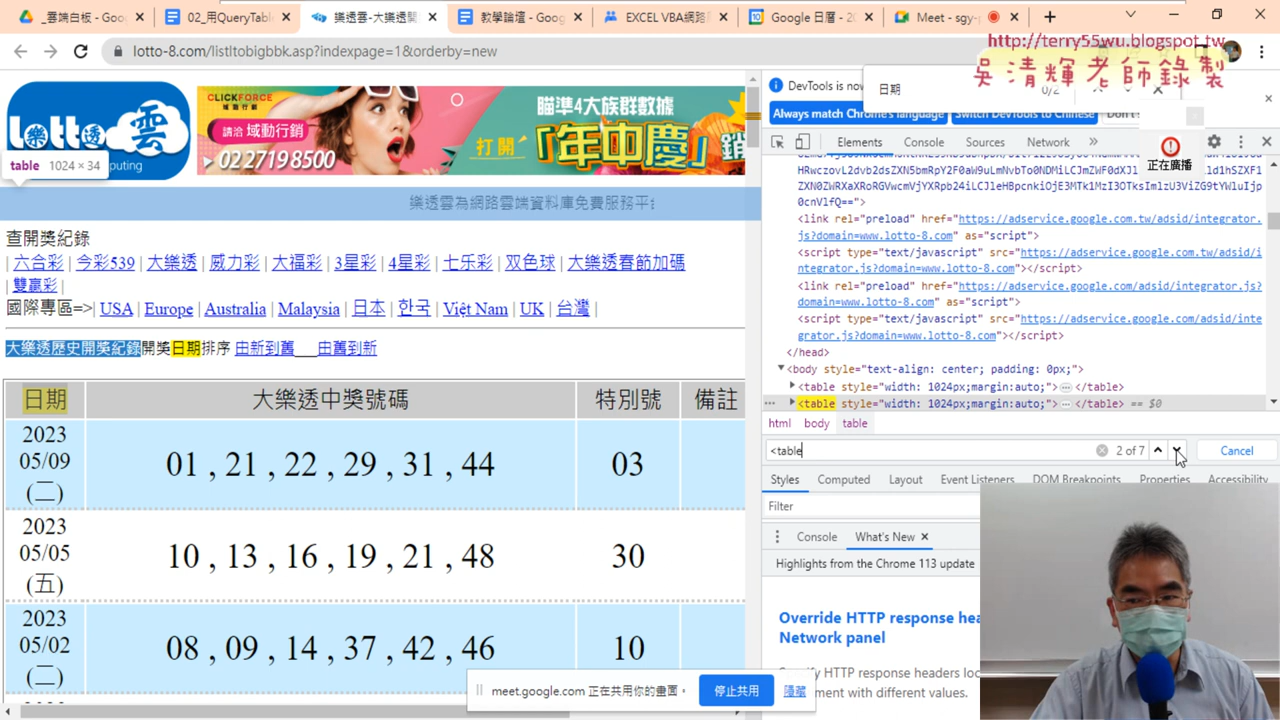 _雲端白板 - Goo
02_用QueryTabl
樂透雲-大樂透歷
教學論壇 - Goog
EXCEL VBA網路
Google 日曆 - 20
Meet - sgy-
lotto-8.com/listltobigbbk.asp?indexpage=1&orderby=new
http://terry55wu.blogspot.tw
吳清輝老師錄製
Lotto 樂透雲
puting
table 1024 × 34
CLICKFORCE
域動行銷
請洽 域動行銷
02 2719 8500
瞄準4大族群數據
打開「年中慶」銷
樂透雲為網路雲端資料庫免費服務平
查開獎紀錄
| 六合彩 | 今彩539 | 大樂透 | 威力彩 | 大福彩 | 3星彩 | 4星彩 | 七乐彩 | 双色球 | 大樂透春節加碼
| 雙贏彩 |
國際專區=>| USA | Europe | Australia | Malaysia | 日本 | 한국 | Việt Nam | UK | 台灣 |
大樂透歷史開獎紀錄開獎日期排序 由新到舊 由舊到新
日期 大樂透中獎號碼 特別號 備註
2023
05/09
(二)
01 , 21 , 22 , 29 , 31 , 44 03
2023
05/05
(五)
10 , 13 , 16 , 19 , 21 , 48 30
2023
05/02
(二)
08 , 09 , 14 , 37 , 42 , 46 10
meet.google.com 正在共用你的畫面。 停止共用 隱藏
DevTools is now
日期 0/2
Always match Chrome's language Switch DevTools to Chinese Don't
Elements Console Sources Network
正在廣播
0cnVlfQ==">
<link rel="preload" href="https://adservice.google.com.tw/adsid/integrator.
js?domain=www.lotto-8.com" as="script">
<script type="text/javascript" src="https://adservice.google.com.tw/adsid/i
ntegrator.js?domain=www.lotto-8.com"></script>
<link rel="preload" href="https://adservice.google.com/adsid/integrator.js?
domain=www.lotto-8.com" as="script">
<script type="text/javascript" src="https://adservice.google.com/adsid/inte
grator.js?domain=www.lotto-8.com"></script>
</head>
<body style="text-align: center; padding: 0px;">
<table style="width: 1024px;margin:auto;"> … </table>
<table style="width: 1024px;margin:auto;"> … </table> == $0
html body table
<table 2 of 7 Cancel
Styles Computed Layout Event Listeners DOM Breakpoints Properties Accessibility
Filter
Console What's New
Highlights from the Chrome 113 update
Override HTTP response hea
Network panel
HTTP response headers loc
ment with different values.